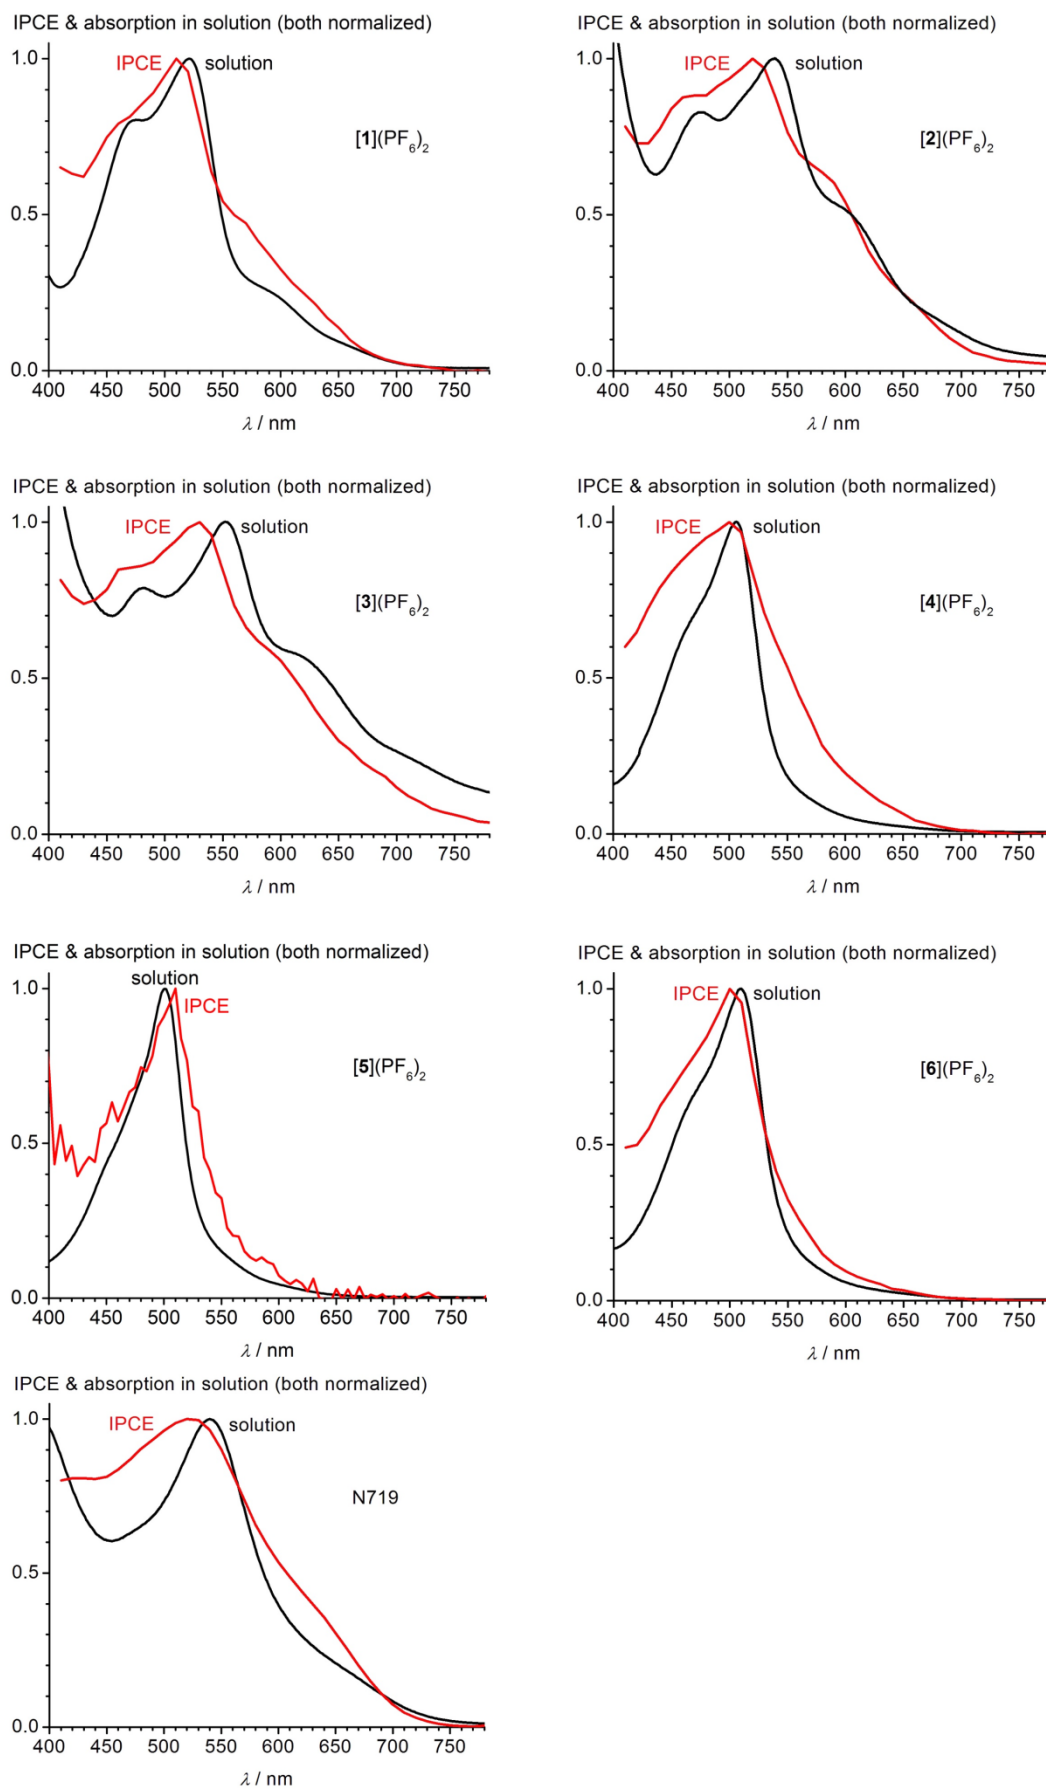 IPCE & absorption in solution (both normalized)
1.0
IPCE
solution
[1](PF₆)₂
0.5
0.0
400 450 500 550 600 650 700 750
λ / nm
IPCE & absorption in solution (both normalized)
1.0
IPCE
solution
[2](PF₆)₂
0.5
0.0
400 450 500 550 600 650 700 750
λ / nm
IPCE & absorption in solution (both normalized)
1.0
IPCE
solution
[3](PF₆)₂
0.5
0.0
400 450 500 550 600 650 700 750
λ / nm
IPCE & absorption in solution (both normalized)
1.0
IPCE
solution
[4](PF₆)₂
0.5
0.0
400 450 500 550 600 650 700 750
λ / nm
IPCE & absorption in solution (both normalized)
solution
1.0
IPCE
[5](PF₆)₂
0.5
0.0
400 450 500 550 600 650 700 750
λ / nm
IPCE & absorption in solution (both normalized)
1.0
IPCE
solution
[6](PF₆)₂
0.5
0.0
400 450 500 550 600 650 700 750
λ / nm
IPCE & absorption in solution (both normalized)
1.0
IPCE
solution
N719
0.5
0.0
400 450 500 550 600 650 700 750
λ / nm